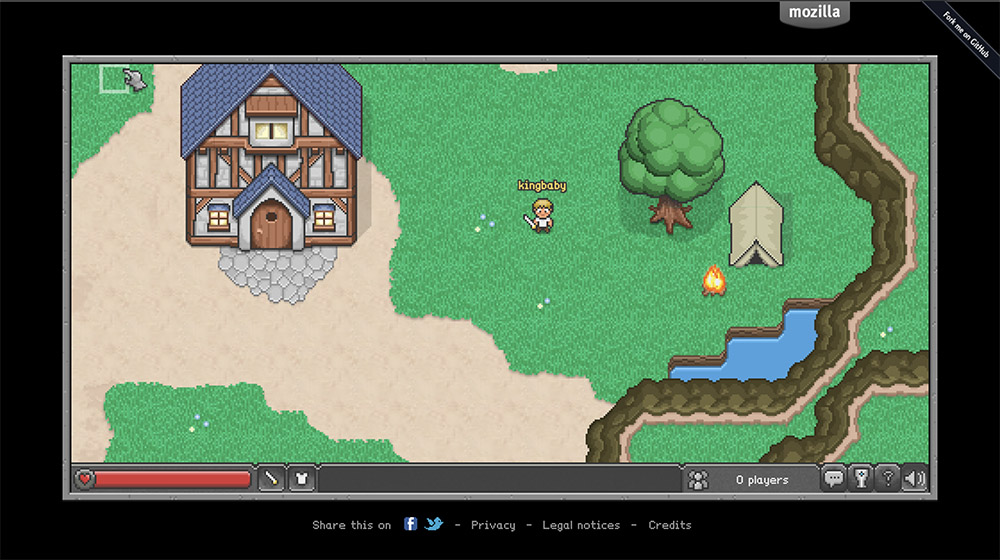 mozilla
Fork me on GitHub
kingbaby
0 players
Share this on - Privacy - Legal notices - Credits